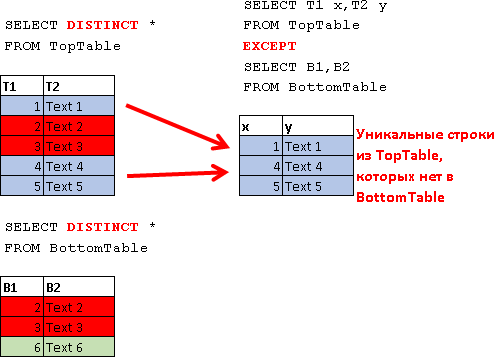 SELECT DISTINCT *
FROM TopTable
T1 T2
1 Text 1
2 Text 2
3 Text 3
4 Text 4
5 Text 5
SELECT T1 x,T2 y
FROM TopTable
EXCEPT
SELECT B1,B2
FROM BottomTable
x y
1 Text 1
4 Text 4
5 Text 5
Уникальные строки
из TopTable,
которых нет в
BottomTable
SELECT DISTINCT *
FROM BottomTable
B1 B2
2 Text 2
3 Text 3
6 Text 6